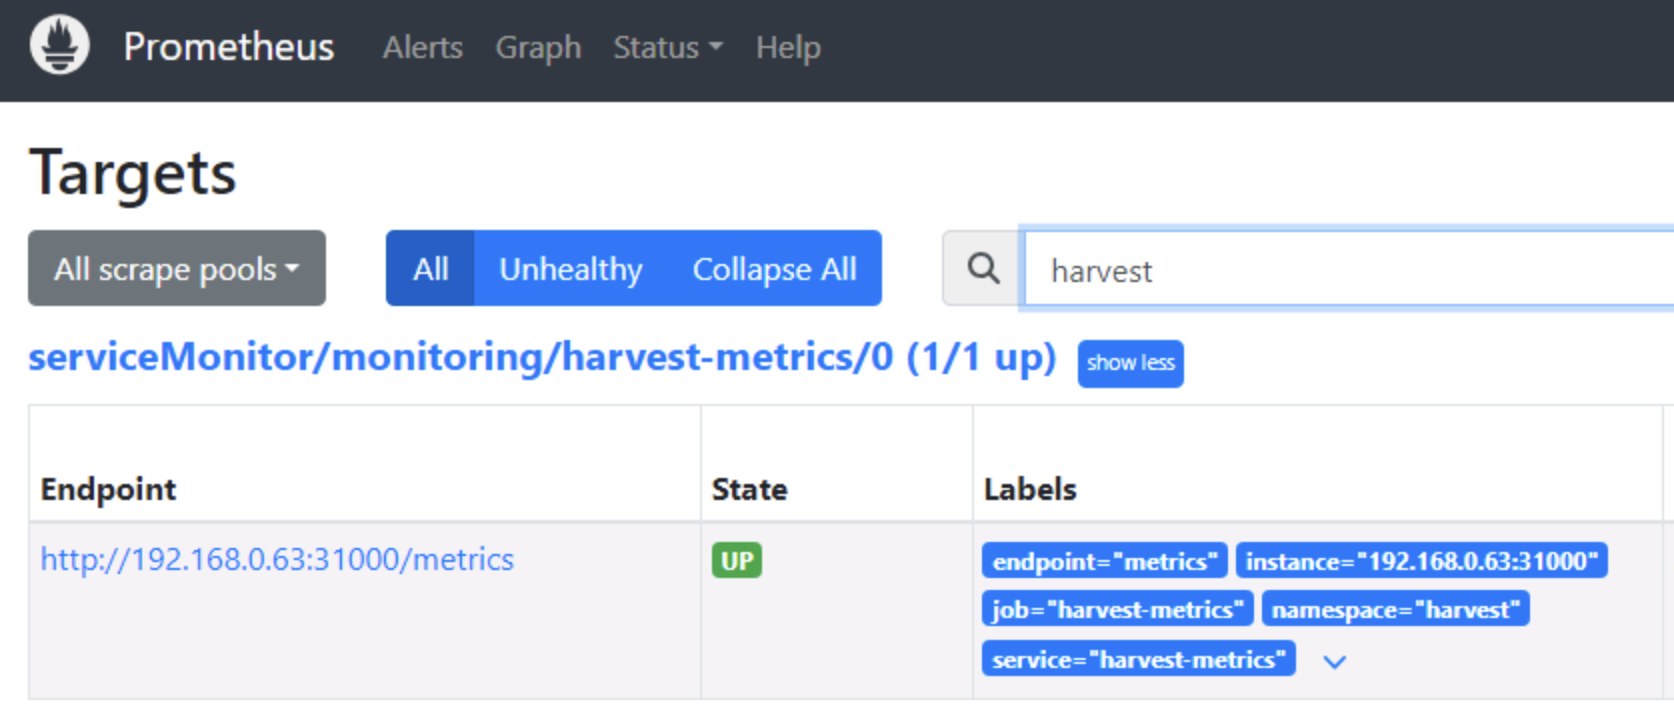 Prometheus Alerts Graph Status Help
Targets
All scrape pools All Unhealthy Collapse All harvest
serviceMonitor/monitoring/harvest-metrics/0 (1/1 up) show less
Endpoint State Labels
http://192.168.0.63:31000/metrics UP endpoint="metrics" instance="192.168.0.63:31000"
job="harvest-metrics" namespace="harvest"
service="harvest-metrics"